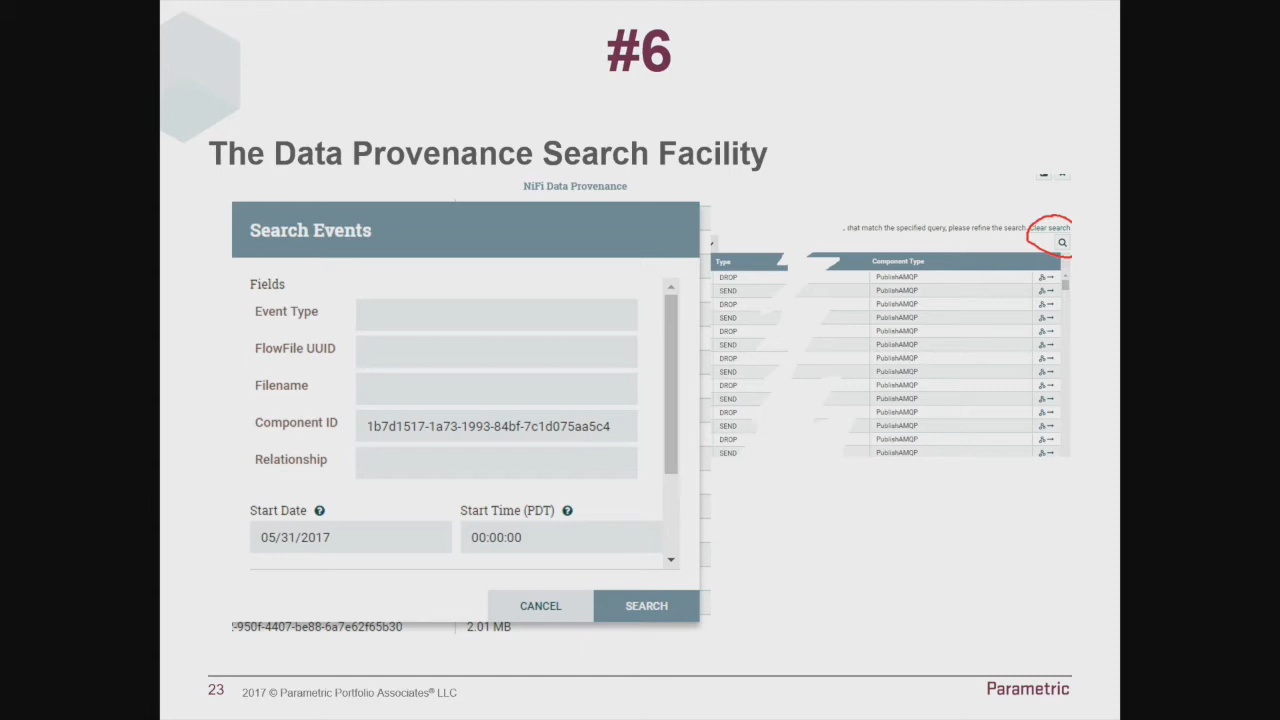 #6
The Data Provenance Search Facility
NiFi Data Provenance
Search Events
Fields
Event Type
FlowFile UUID
Filename
Component ID 1b7d1517-1a73-1993-84bf-7c1d075aa5c4
Relationship
Start Date Start Time (PDT)
05/31/2017 00:00:00
CANCEL SEARCH
-950f-4407-be88-6a7e62f65b30 2.01 MB
that match the specified query, please refine the search. Clear search
Type Component Type
DROP PublishAMQP
SEND PublishAMQP
DROP PublishAMQP
SEND PublishAMQP
DROP PublishAMQP
SEND PublishAMQP
DROP PublishAMQP
SEND PublishAMQP
DROP PublishAMQP
SEND PublishAMQP
DROP PublishAMQP
SEND PublishAMQP
DROP PublishAMQP
SEND PublishAMQP
23 2017 © Parametric Portfolio Associates® LLC Parametric